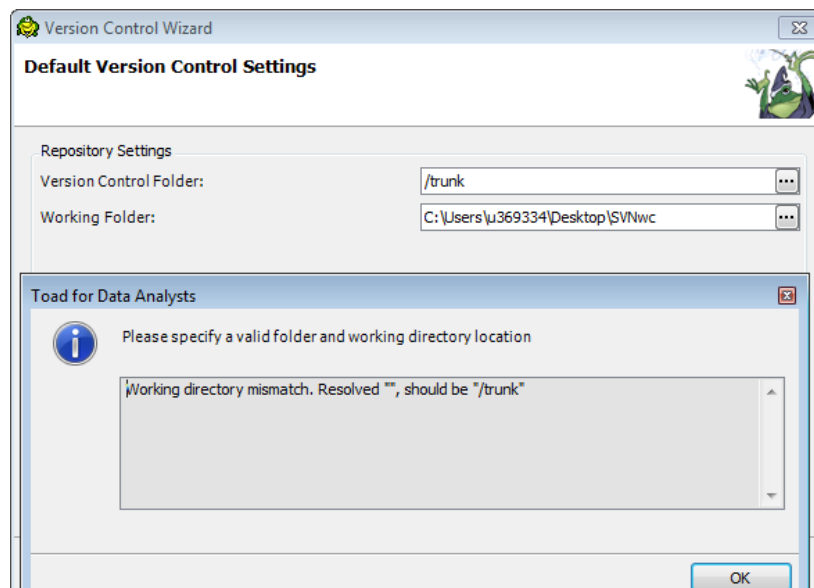 Version Control Wizard
Default Version Control Settings
Repository Settings
Version Control Folder: /trunk ...
Working Folder: C:\Users\u369334\Desktop\SVNwc ...
Toad for Data Analysts
Please specify a valid folder and working directory location
Working directory mismatch. Resolved "", should be "/trunk"
OK